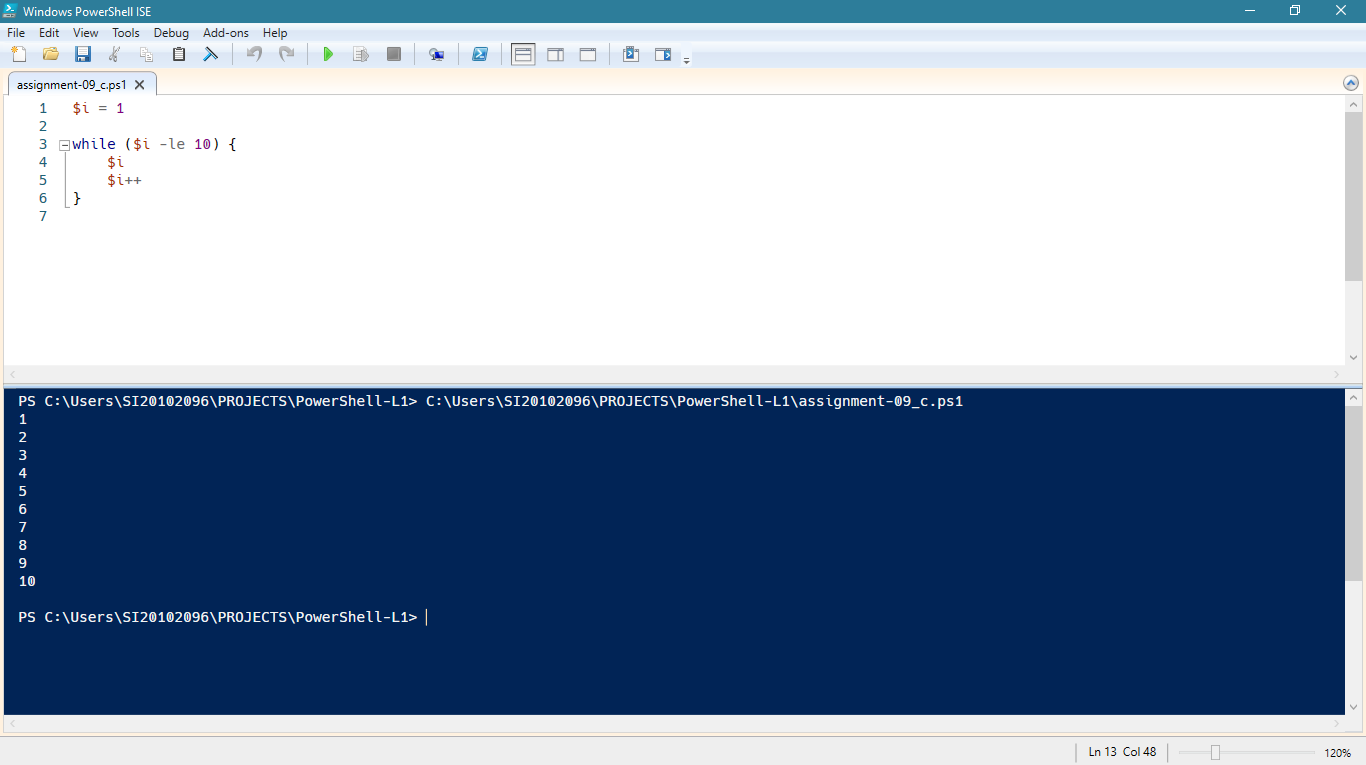 Windows PowerShell ISE
File Edit View Tools Debug Add-ons Help
assignment-09_c.ps1
1 $i = 1
2
3 while ($i -le 10) {
4 $i
5 $i++
6 }
7
PS C:\Users\SI20102096\PROJECTS\PowerShell-L1> C:\Users\SI20102096\PROJECTS\PowerShell-L1\assignment-09_c.ps1
1
2
3
4
5
6
7
8
9
10
PS C:\Users\SI20102096\PROJECTS\PowerShell-L1>
Ln 13 Col 48 120%